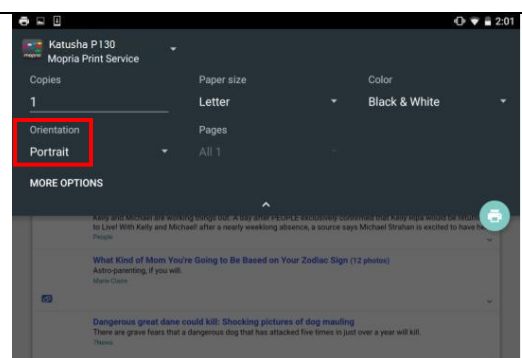 2:01
Katusha P130
Mopria Print Service
mopria
Copies
Paper size
Color
1
Letter
Black & White
Orientation
Pages
Portrait
All 1
MORE OPTIONS
Kelly and Michael are working things out. A day after PEOPLE exclusively confirmed that Kelly Ripa would be
to Live! With Kelly and Michael! after a nearly weeklong absence, a source says Michael Strahan is excited to have
People
What Kind of Mom You're Going to Be Based on Your Zodiac Sign (12 photos)
Astro-parenting, if you will.
Marie Claire
Dangerous great dane could kill: Shocking pictures of dog mauling
There are grave fears that a dangerous dog that has attacked five times in just over a year will kill.
7News